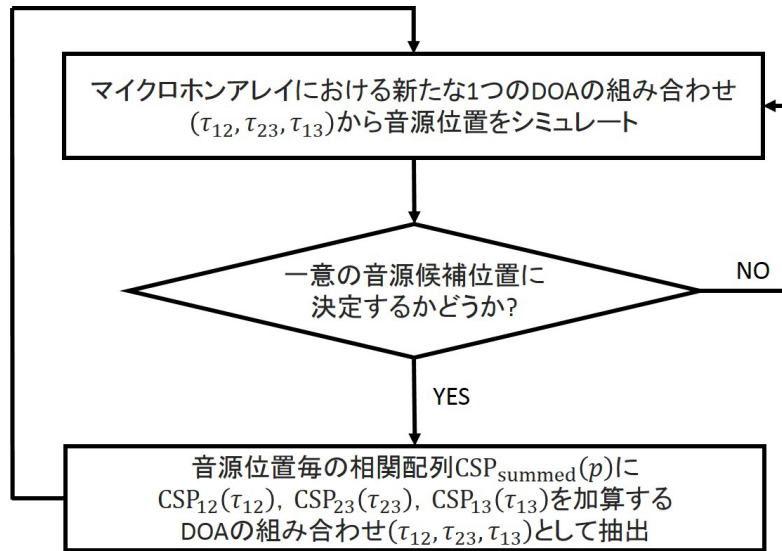 マイクロホンアレイにおける新たな1つのDOAの組み合わせ
(τ₁₂,τ₂₃,τ₁₃)から音源位置をシミュレート
一意の音源候補位置に
決定するかどうか?
NO
YES
音源位置毎の相関配列CSPsummed(p)に
CSP₁₂(τ₁₂), CSP₂₃(τ₂₃), CSP₁₃(τ₁₃)を加算する
DOAの組み合わせ(τ₁₂,τ₂₃,τ₁₃)として抽出